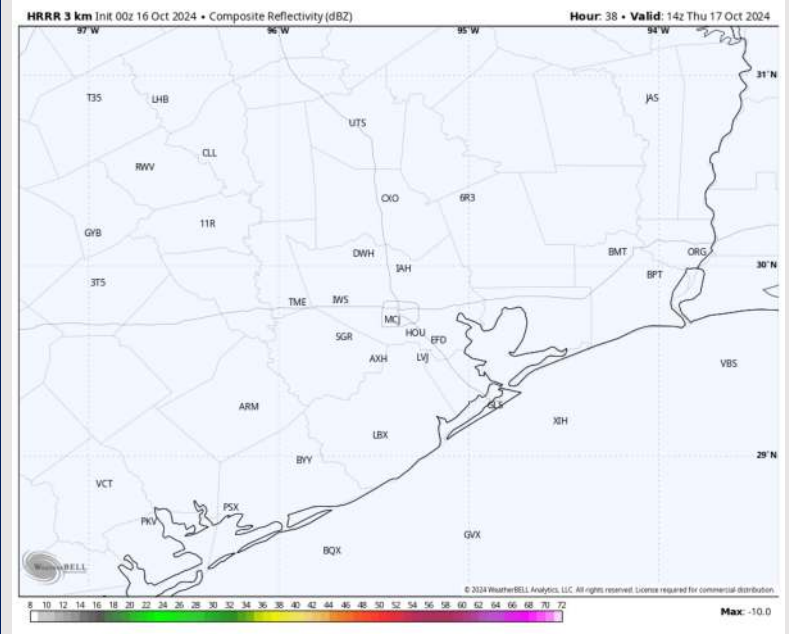 HRRR 3 km Init 00z 16 Oct 2024 • Composite Reflectivity (dBZ) Hour: 38 • Valid: 14z Thu 17 Oct 2024
97°W 96°W 95°W 94°W
31°N
T35 LHB JAS
UTS
CLL
RWV
CXO 6R3
11R
GYB
DWH BMT ORG
IAH 30°N
BPT
3T5
TME IWS
MCJ
HOU
SGR EFD
AXH LVJ
VBS
ARM GLS
XIH
LBX
BYY 29°N
VCT
PSX
PKV
GVX
BQX
WeatherBELL
© 2024 WeatherBELL Analytics, LLC. All rights reserved. License required for commercial distribution.
8 10 12 14 16 17 18 20 22 24 26 28 30 32 34 36 38 40 42 44 46 48 50 52 54 56 58 60 62 64 66 68 70 72
Max: -10.0